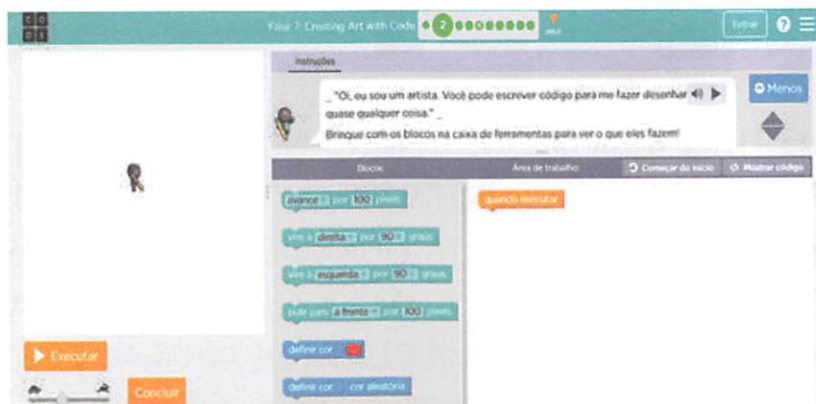 CODE
Fase 7: Creating Art with Code
2
Entrar
Instruções
_ "Oi, eu sou um artista. Você pode escrever código para me fazer desenhar
quase qualquer coisa." _
Brinque com os blocos na caixa de ferramentas para ver o que eles fazem!
Menos
Blocos
Área de trabalho:
Começar do início
Mostrar código
avance por 100 pixels
vire à direita por 90 graus
vire à esquerda por 90 graus
pule para a frente por 100 pixels
definir cor
definir cor cor aleatória
quando executar
Executar
Concluir